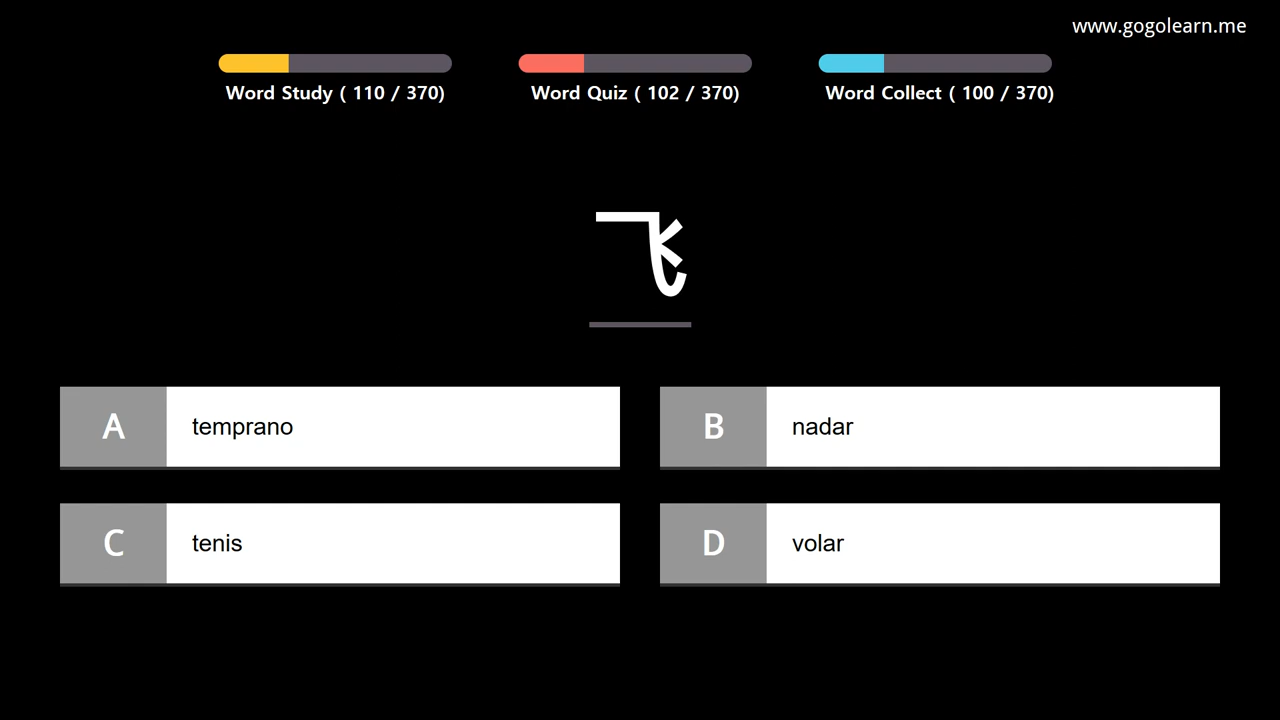 www.gogolearn.me
Word Study ( 110 / 370)
Word Quiz ( 102 / 370)
Word Collect ( 100 / 370)
飞
A temprano
B nadar
C tenis
D volar